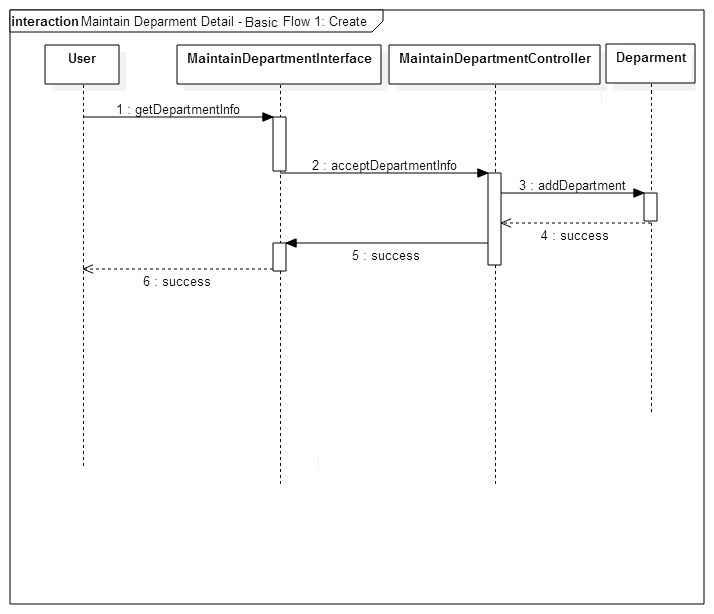 interaction Maintain Deparment Detail - Basic Flow 1: Create
User
MaintainDepartmentInterface
MaintainDepartmentController
Deparment
1 : getDepartmentInfo
2 : acceptDepartmentInfo
3 : addDepartment
4 : success
5 : success
6 : success